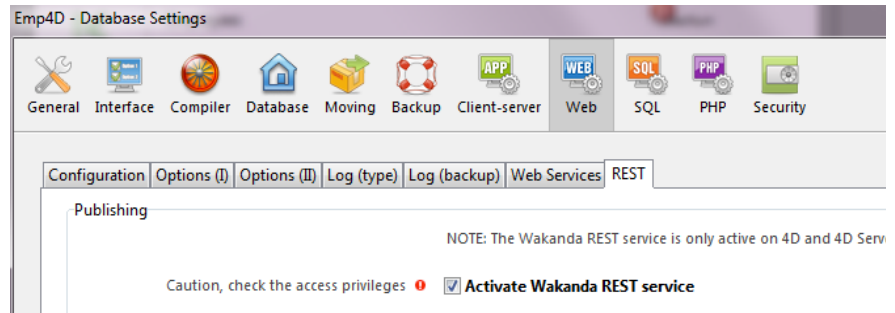 Emp4D - Database Settings
APP WEB SQL PHP
General Interface Compiler Database Moving Backup Client-server Web SQL PHP Security
Configuration Options (I) Options (II) Log (type) Log (backup) Web Services REST
Publishing
NOTE: The Wakanda REST service is only active on 4D and 4D Serv
Caution, check the access privileges Activate Wakanda REST service